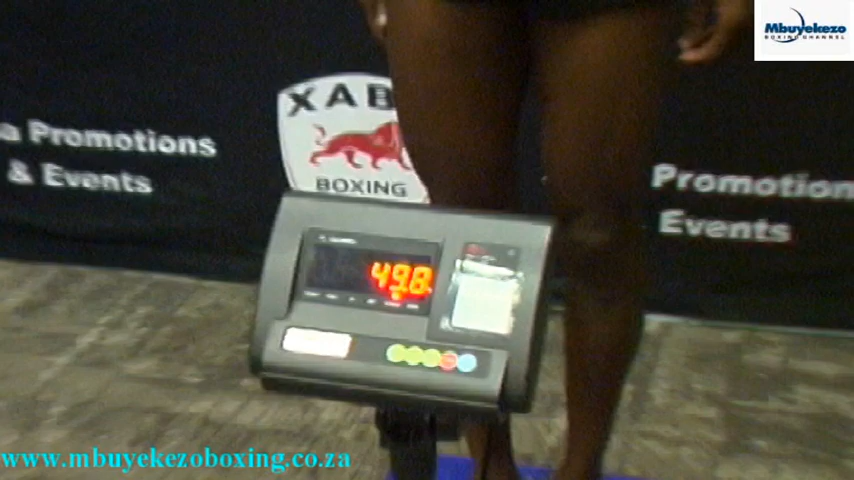 Mbuyekezo
BOXING CHANNEL
XAB
BOXING
a Promotions
& Events
Promotion
Events
49.8
www.mbuyekezoboxing.co.za